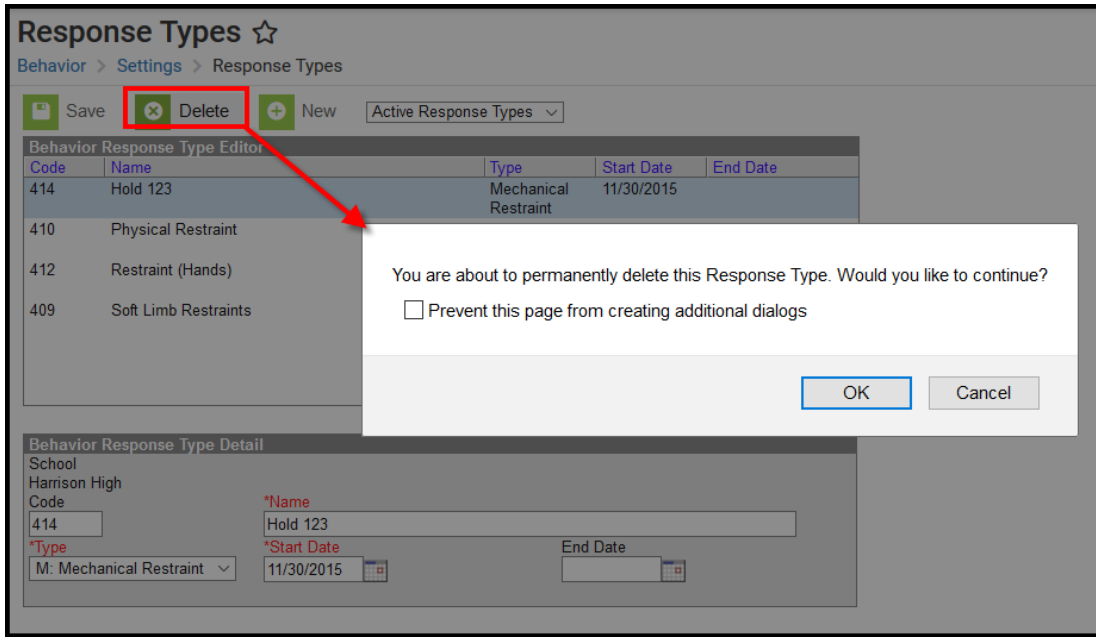 Response Types
Behavior > Settings > Response Types
Save Delete New Active Response Types
Behavior Response Type Editor
Code Name Type Start Date End Date
414 Hold 123 Mechanical 11/30/2015
Restraint
410 Physical Restraint
412 Restraint (Hands)
409 Soft Limb Restraints
You are about to permanently delete this Response Type. Would you like to continue?
Prevent this page from creating additional dialogs
OK Cancel
Behavior Response Type Detail
School
Harrison High
Code *Name
414 Hold 123
*Type *Start Date End Date
M: Mechanical Restraint 11/30/2015